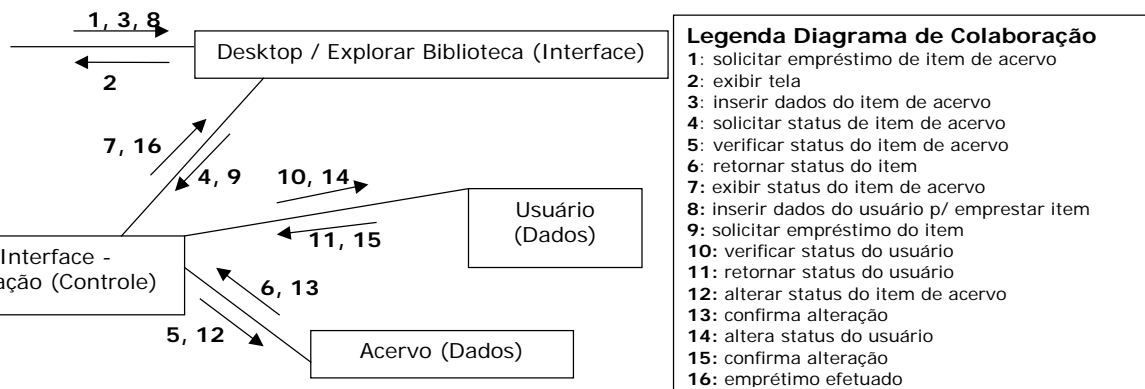 1, 3, 8
Desktop / Explorar Biblioteca (Interface)
2
7, 16
4, 9
10, 14
Usuário
(Dados)
11, 15
Interface -
ação (Controle)
6, 13
5, 12
Acervo (Dados)
Legenda Diagrama de Colaboração
1: solicitar empréstimo de item de acervo
2: exibir tela
3: inserir dados do item de acervo
4: solicitar status de item de acervo
5: verificar status do item de acervo
6: retornar status do item
7: exibir status do item de acervo
8: inserir dados do usuário p/ emprestar item
9: solicitar empréstimo do item
10: verificar status do usuário
11: retornar status do usuário
12: alterar status do item de acervo
13: confirma alteração
14: altera status do usuário
15: confirma alteração
16: emprétimo efetuado